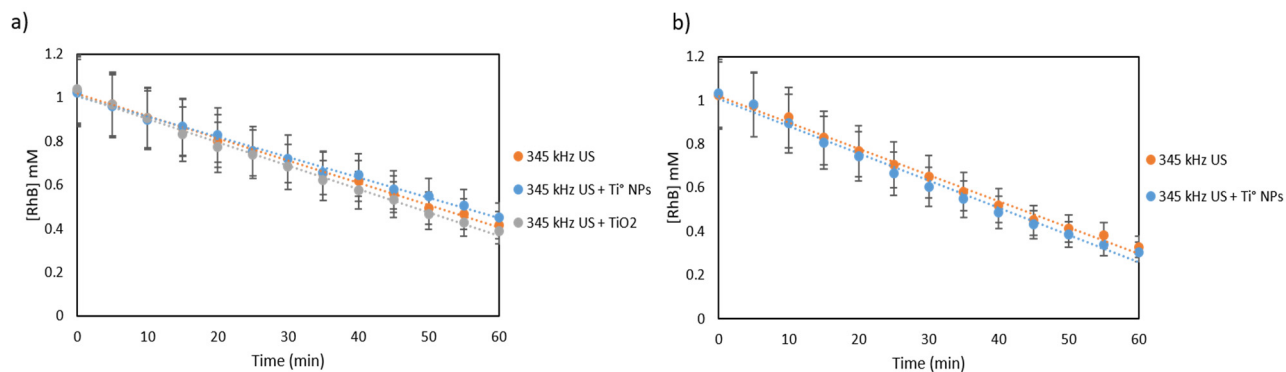 a)
1.2
1
0.8
0.6
0.4
0.2
0
[RhB] mM
0 10 20 30 40 50 60
Time (min)
345 kHz US
345 kHz US + Ti° NPs
345 kHz US + TiO2
b)
1.2
1
0.8
0.6
0.4
0.2
0
[RhB] mM
0 10 20 30 40 50 60
Time (min)
345 kHz US
345 kHz US + Ti° NPs